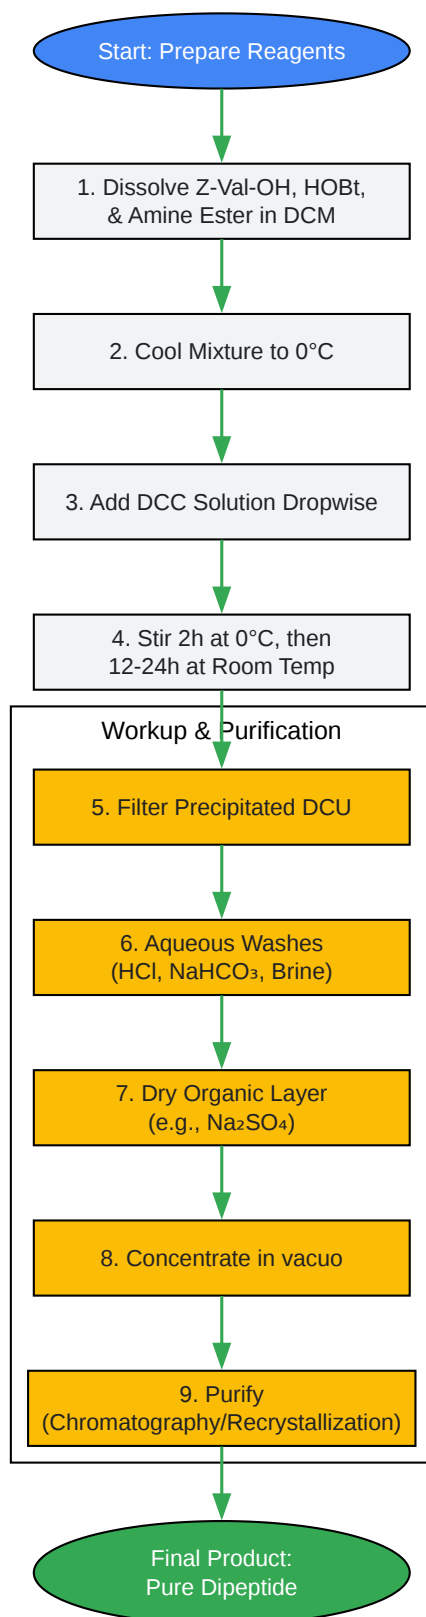 Start: Prepare Reagents
1. Dissolve Z-Val-OH, HOBt,
& Amine Ester in DCM
2. Cool Mixture to 0°C
3. Add DCC Solution Dropwise
4. Stir 2h at 0°C, then
12-24h at Room Temp
Workup & Purification
5. Filter Precipitated DCU
6. Aqueous Washes
(HCl, NaHCO₃, Brine)
7. Dry Organic Layer
(e.g., Na₂SO₄)
8. Concentrate in vacuo
9. Purify
(Chromatography/Recrystallization)
Final Product:
Pure Dipeptide